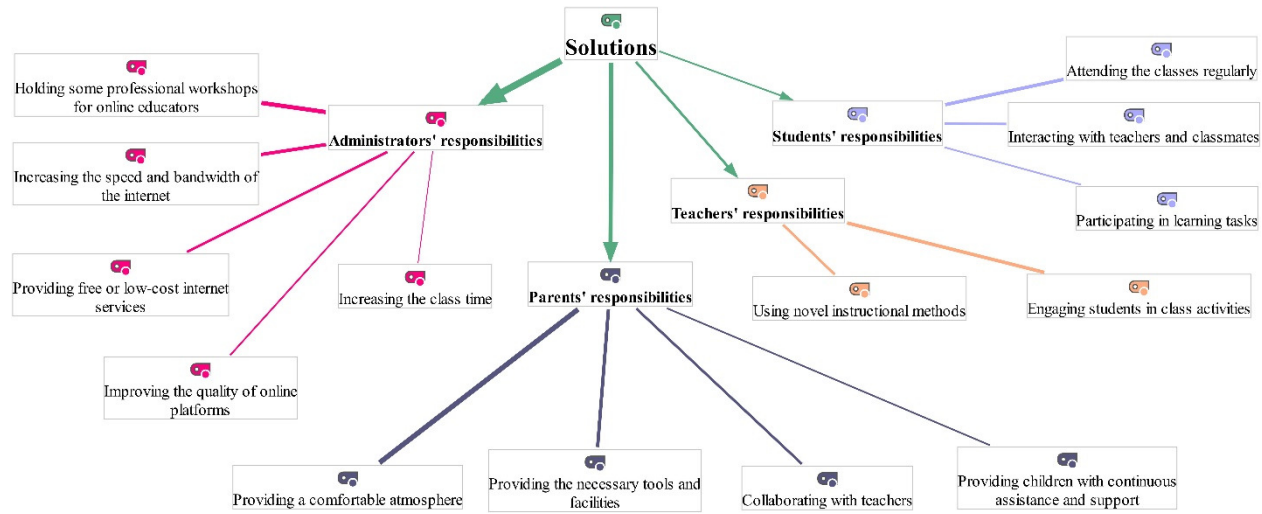 Solutions
Attending the classes regularly
Holding some professional workshops
for online educators
Administrators' responsibilities
Students' responsibilities
Interacting with teachers and classmates
Increasing the speed and bandwidth of
the internet
Teachers' responsibilities
Participating in learning tasks
Providing free or low-cost internet
services
Increasing the class time
Parents' responsibilities
Using novel instructional methods
Engaging students in class activities
Improving the quality of online
platforms
Providing a comfortable atmosphere
Providing the necessary tools and
facilities
Collaborating with teachers
Providing children with continuous
assistance and support